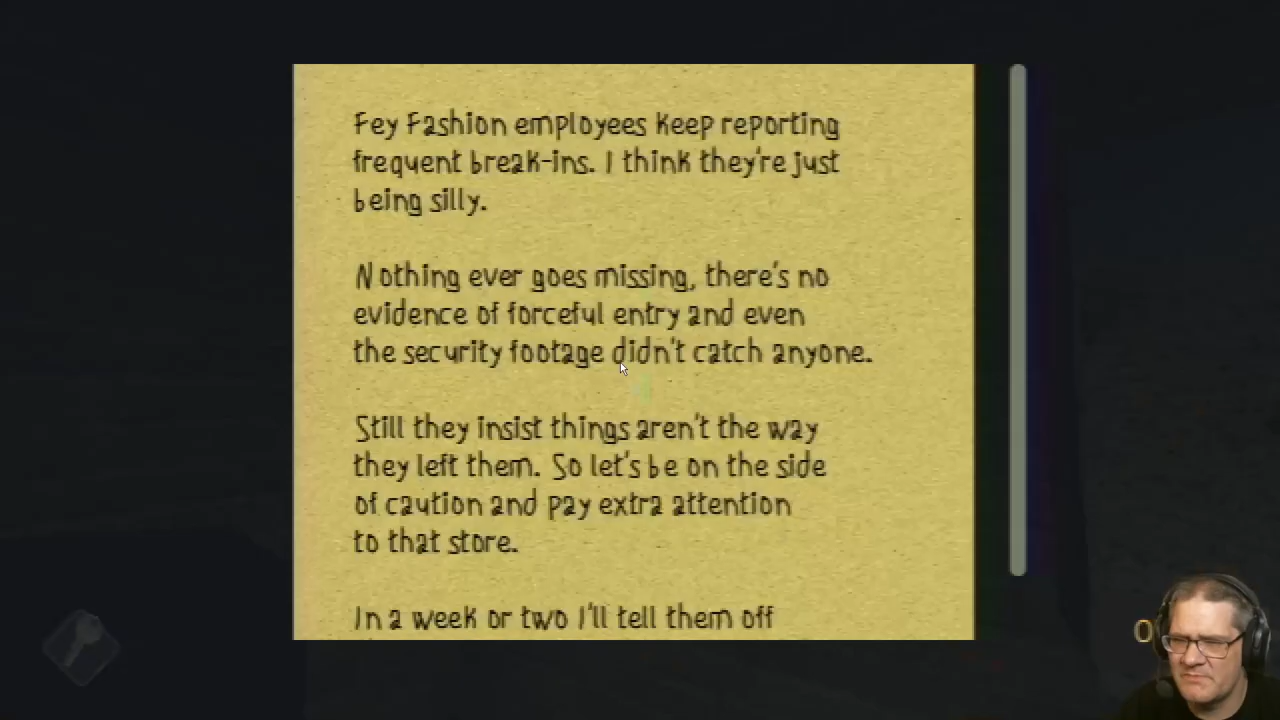 Fey Fashion employees keep reporting
frequent break-ins. I think they're just
being silly.
Nothing ever goes missing, there's no
evidence of forceful entry and even
the security footage didn't catch anyone.
Still they insist things aren't the way
they left them. So let's be on the side
of caution and pay extra attention
to that store.
In a week or two I'll tell them off